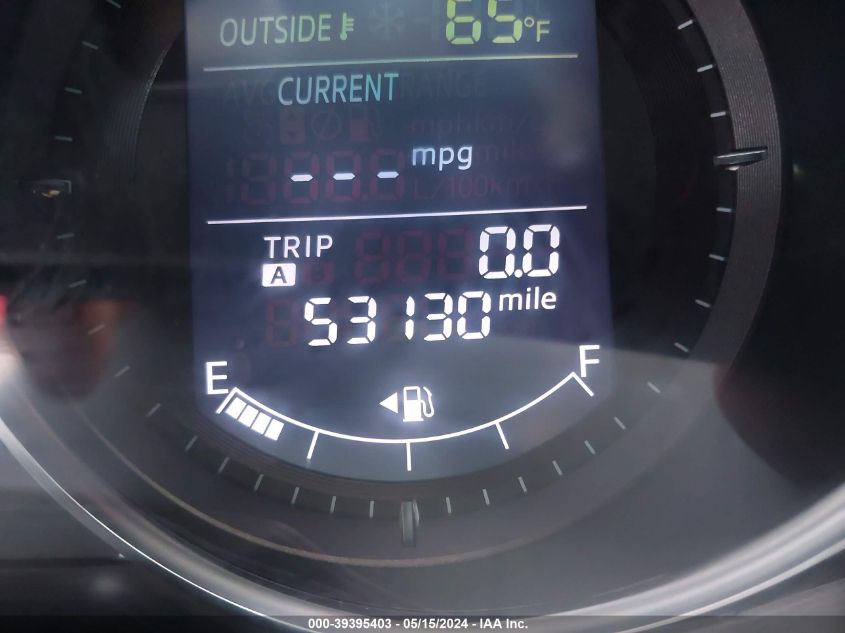 OUTSIDE 65°F
CURRENT
--- mpg
TRIP A 0.0
53130 mile
E F
000-39395403 - 05/15/2024 - IAA Inc.